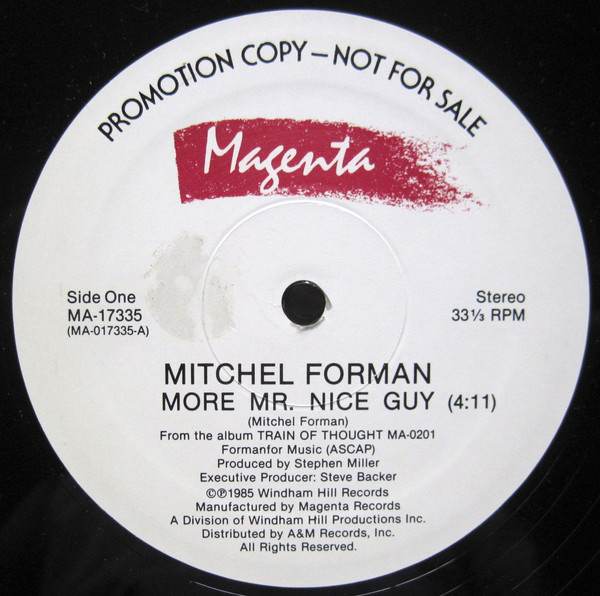 PROMOTION COPY — NOT FOR SALE
Magenta
Side One
MA-17335
(MA-017335-A)
Stereo
33⅓ RPM
MITCHEL FORMAN
MORE MR. NICE GUY (4:11)
(Mitchel Forman)
From the album TRAIN OF THOUGHT MA-0201
Formanfor Music (ASCAP)
Produced by Stephen Miller
Executive Producer: Steve Backer
©℗1985 Windham Hill Records
Manufactured by Magenta Records
A Division of Windham Hill Productions Inc.
Distributed by A&M Records, Inc.
All Rights Reserved.